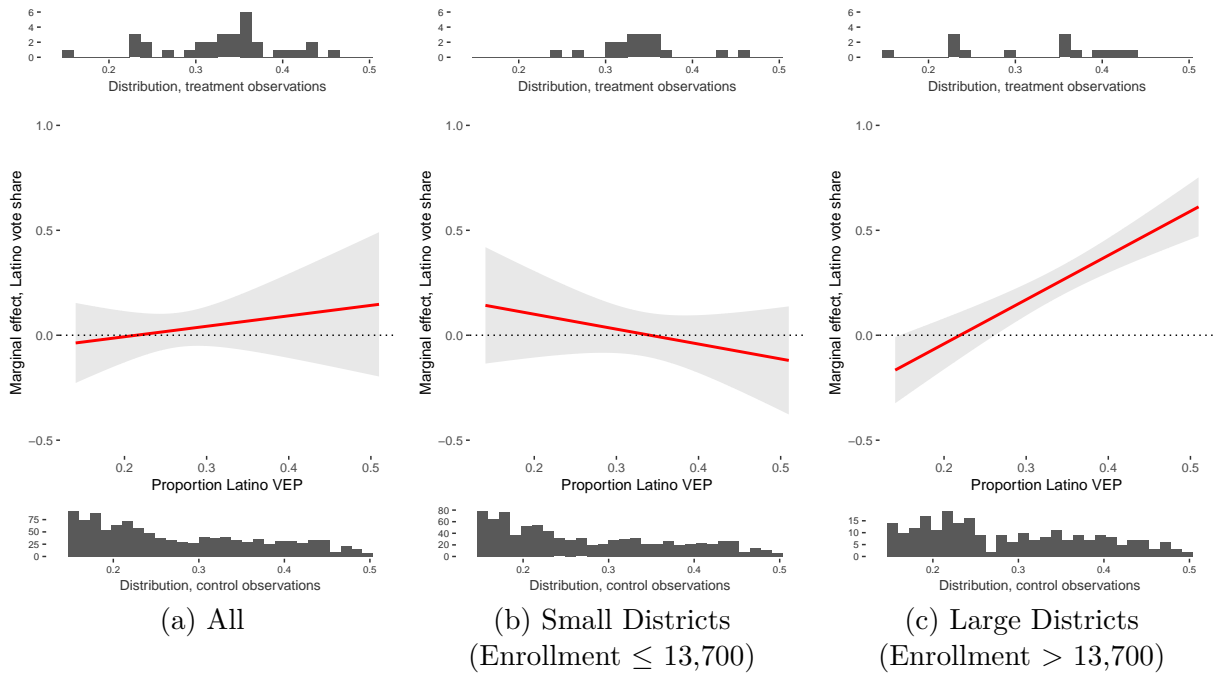 6
4
2
0
0.2 0.3 0.4 0.5
Distribution, treatment observations
1.0
0.5
0.0
−0.5
Marginal effect, Latino vote share
0.2 0.3 0.4 0.5
Proportion Latino VEP
75
50
25
0
0.2 0.3 0.4 0.5
Distribution, control observations
(a) All
6
4
2
0
0.2 0.3 0.4 0.5
Distribution, treatment observations
1.0
0.5
0.0
−0.5
Marginal effect, Latino vote share
0.2 0.3 0.4 0.5
Proportion Latino VEP
80
60
40
20
0
0.2 0.3 0.4 0.5
Distribution, control observations
(b) Small Districts
(Enrollment ≤ 13,700)
6
4
2
0
0.2 0.3 0.4 0.5
Distribution, treatment observations
1.0
0.5
0.0
−0.5
Marginal effect, Latino vote share
0.2 0.3 0.4 0.5
Proportion Latino VEP
15
10
5
0
0.2 0.3 0.4 0.5
Distribution, control observations
(c) Large Districts
(Enrollment > 13,700)